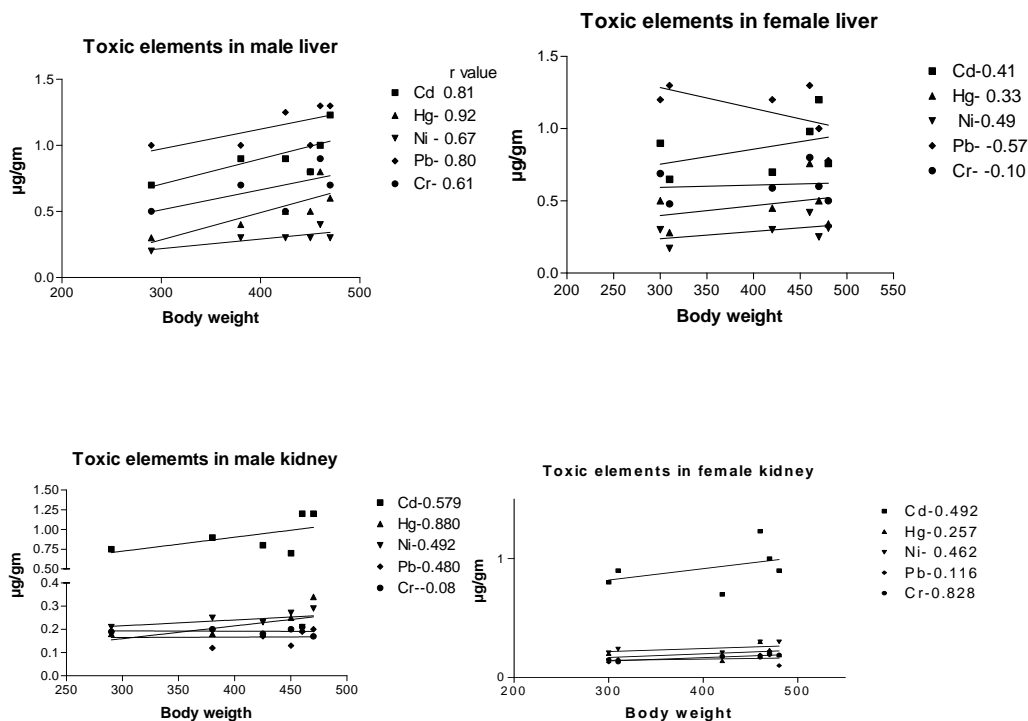 Toxic elements in male liver
r value
Cd 0.81
Hg- 0.92
Ni - 0.67
Pb- 0.80
Cr- 0.61
µg/gm
1.5
1.0
0.5
0.0
200 300 400 500
Body weight
Toxic elements in female liver
Cd-0.41
Hg- 0.33
Ni-0.49
Pb- -0.57
Cr- -0.10
µg/gm
1.5
1.0
0.5
0.0
200 250 300 350 400 450 500 550
Body weight
Toxic elememts in male kidney
Cd-0.579
Hg-0.880
Ni-0.492
Pb-0.480
Cr--0.08
µg/gm
1.50
1.25
1.00
0.75
0.50
0.4
0.3
0.2
0.1
0.0
250 300 350 400 450 500
Body weigth
Toxic elements in female kidney
Cd-0.492
Hg-0.257
Ni- 0.462
Pb-0.116
Cr-0.828
µg/gm
1
0
200 300 400 500
Body weight